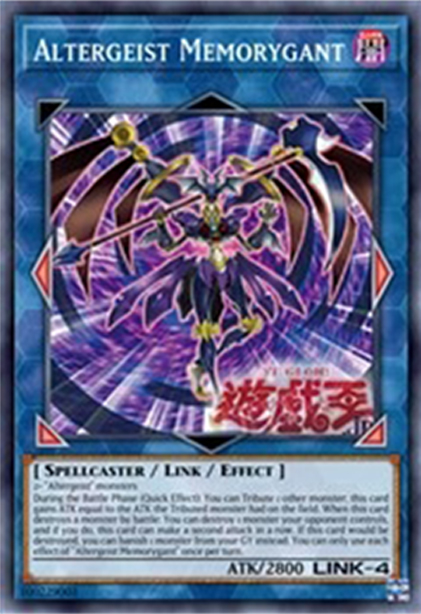 ALTERGEIST MEMORYGANT
YU-GI-OH!
遊戯王
.JP
[ SPELLCASTER / LINK / EFFECT ]
2+ "Altergeist" monsters
During the Battle Phase (Quick Effect): You can Tribute 1 other monster; this card
gains ATK equal to the ATK the Tributed monster had on the field. When this card
destroys a monster by battle: You can destroy 1 monster your opponent controls,
and if you do, this card can make a second attack in a row. If this card would be
destroyed, you can banish 1 monster from your GY instead. You can only use each
effect of "Altergeist Memorygant" once per turn.
ATK/2800 LINK-4